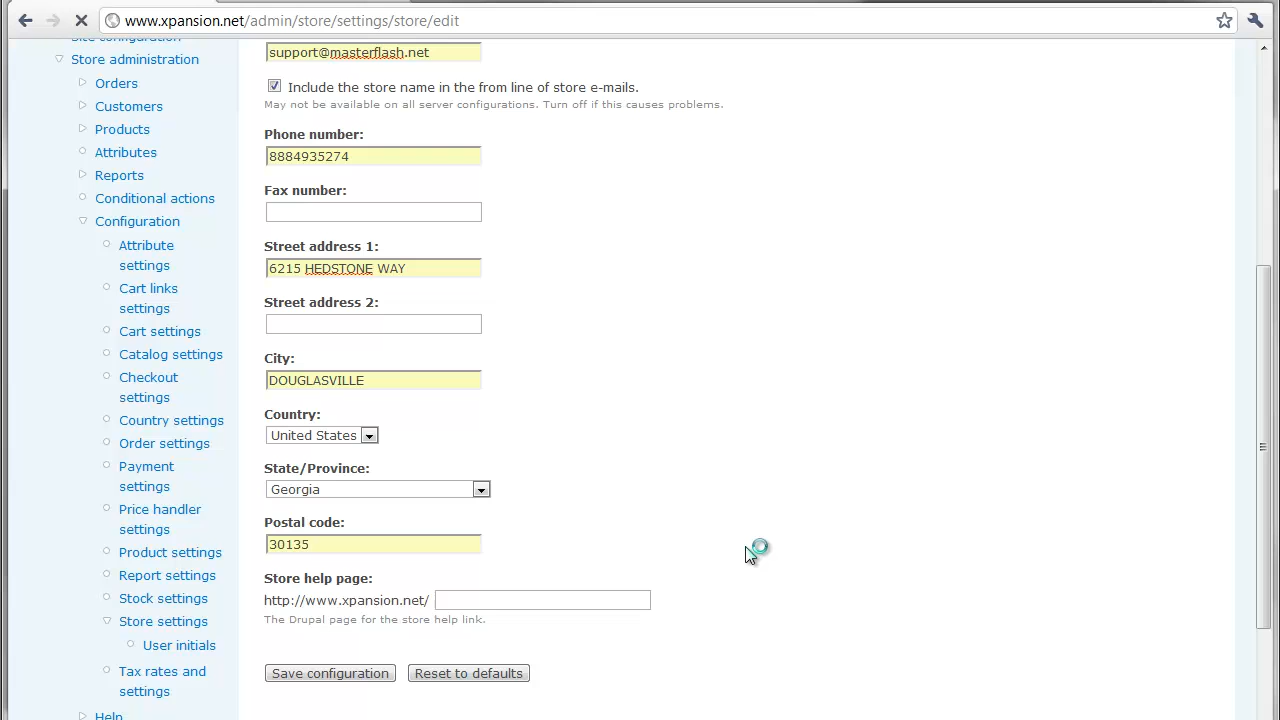 www.xpansion.net/admin/store/settings/store/edit
Site configuration
Store administration
Orders
Customers
Products
Attributes
Reports
Conditional actions
Configuration
Attribute
settings
Cart links
settings
Cart settings
Catalog settings
Checkout
settings
Country settings
Order settings
Payment
settings
Price handler
settings
Product settings
Report settings
Stock settings
Store settings
User initials
Tax rates and
settings
Help
support@masterflash.net
Include the store name in the from line of store e-mails.
May not be available on all server configurations. Turn off if this causes problems.
Phone number:
8884935274
Fax number:
Street address 1:
6215 HEDSTONE WAY
Street address 2:
City:
DOUGLASVILLE
Country:
United States
State/Province:
Georgia
Postal code:
30135
Store help page:
http://www.xpansion.net/
The Drupal page for the store help link.
Save configuration Reset to defaults